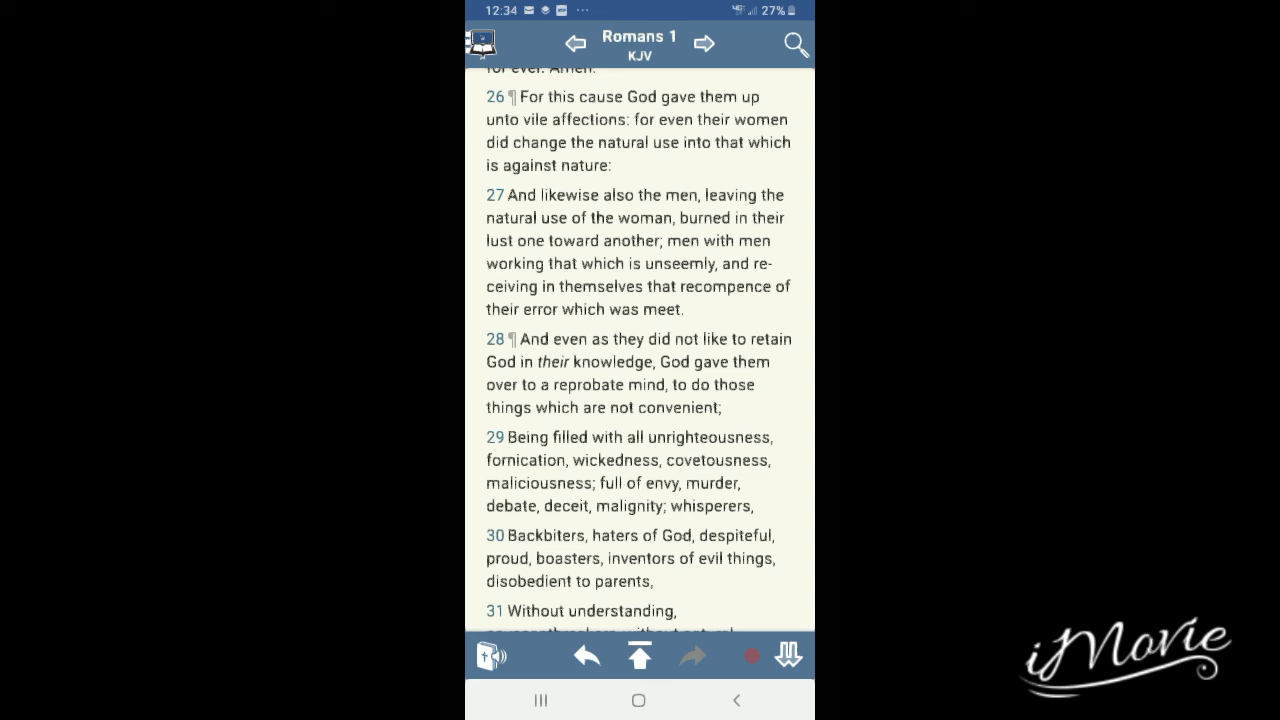 12:34
27%
Romans 1
KJV
for ever. Amen.
26 ¶ For this cause God gave them up
unto vile affections: for even their women
did change the natural use into that which
is against nature:
27 And likewise also the men, leaving the
natural use of the woman, burned in their
lust one toward another; men with men
working that which is unseemly, and re-
ceiving in themselves that recompence of
their error which was meet.
28 ¶ And even as they did not like to retain
God in their knowledge, God gave them
over to a reprobate mind, to do those
things which are not convenient;
29 Being filled with all unrighteousness,
fornication, wickedness, covetousness,
maliciousness; full of envy, murder,
debate, deceit, malignity; whisperers,
30 Backbiters, haters of God, despiteful,
proud, boasters, inventors of evil things,
disobedient to parents,
31 Without understanding,
iMovie